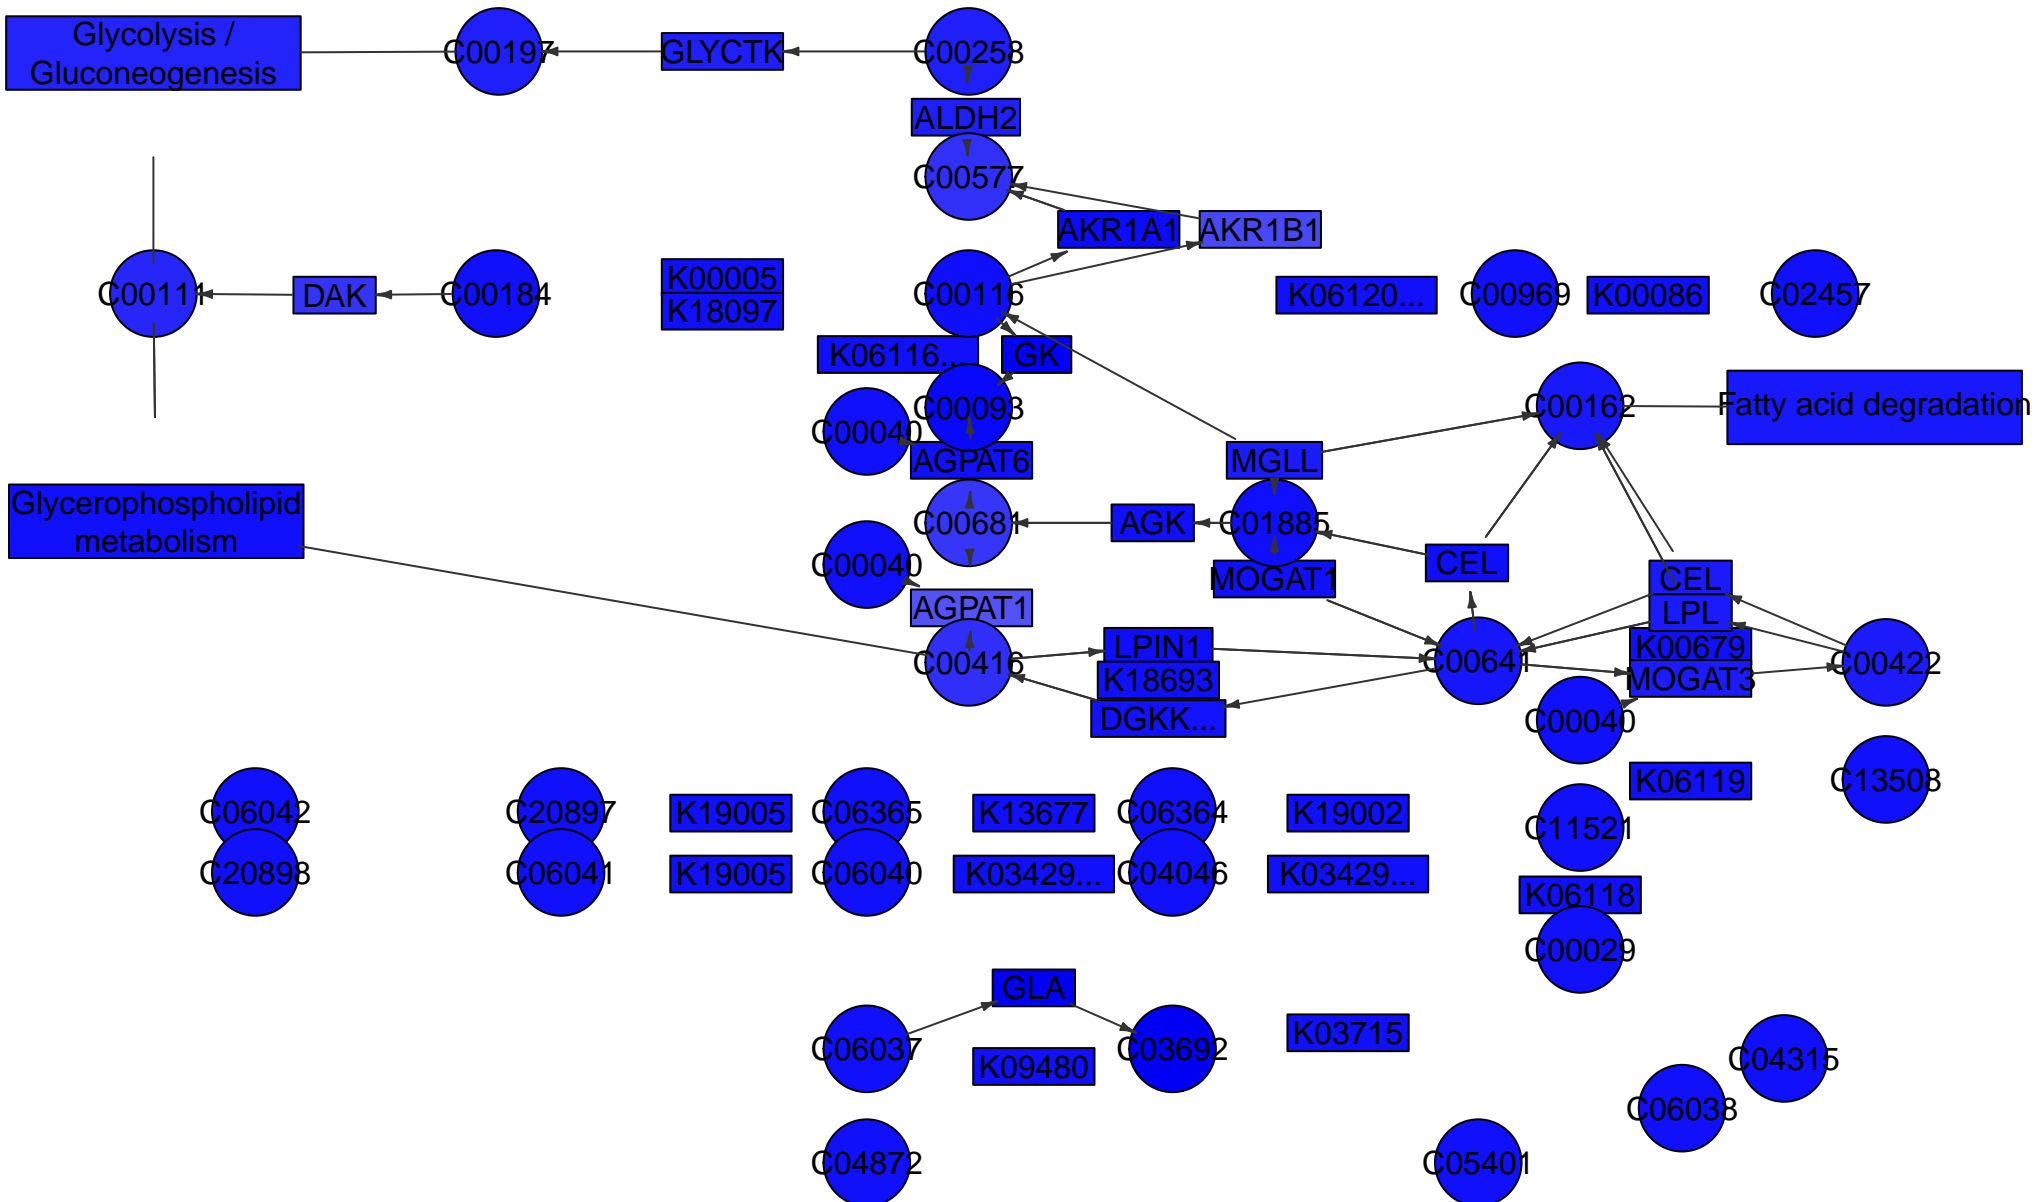 Glycolysis /
Gluconeogenesis
C00197
GLYCTK
C00258
ALDH2
C00577
AKR1A1
AKR1B1
C00111
DAK
C00184
K00005
K18097
C00116
K06120...
C00969
K00086
C02457
K06116...
GK
C00093
C00040
C00162
Fatty acid degradation
AGPAT6
MGLL
Glycerophospholipid
metabolism
C00681
AGK
C01885
C00040
CEL
MOGAT1
CEL
AGPAT1
LPL
C00416
LPIN1
K18693
DGKK...
C00641
K00679
MOGAT3
C00422
C00040
K06119
C13508
C06042
C20897
K19005
C06365
K13677
C06364
K19002
C11521
C20898
C06041
K19005
C06040
K03429...
C04046
K03429...
K06118
C00029
GLA
C06037
K09480
C03692
K03715
C04315
C06038
C04872
C05401